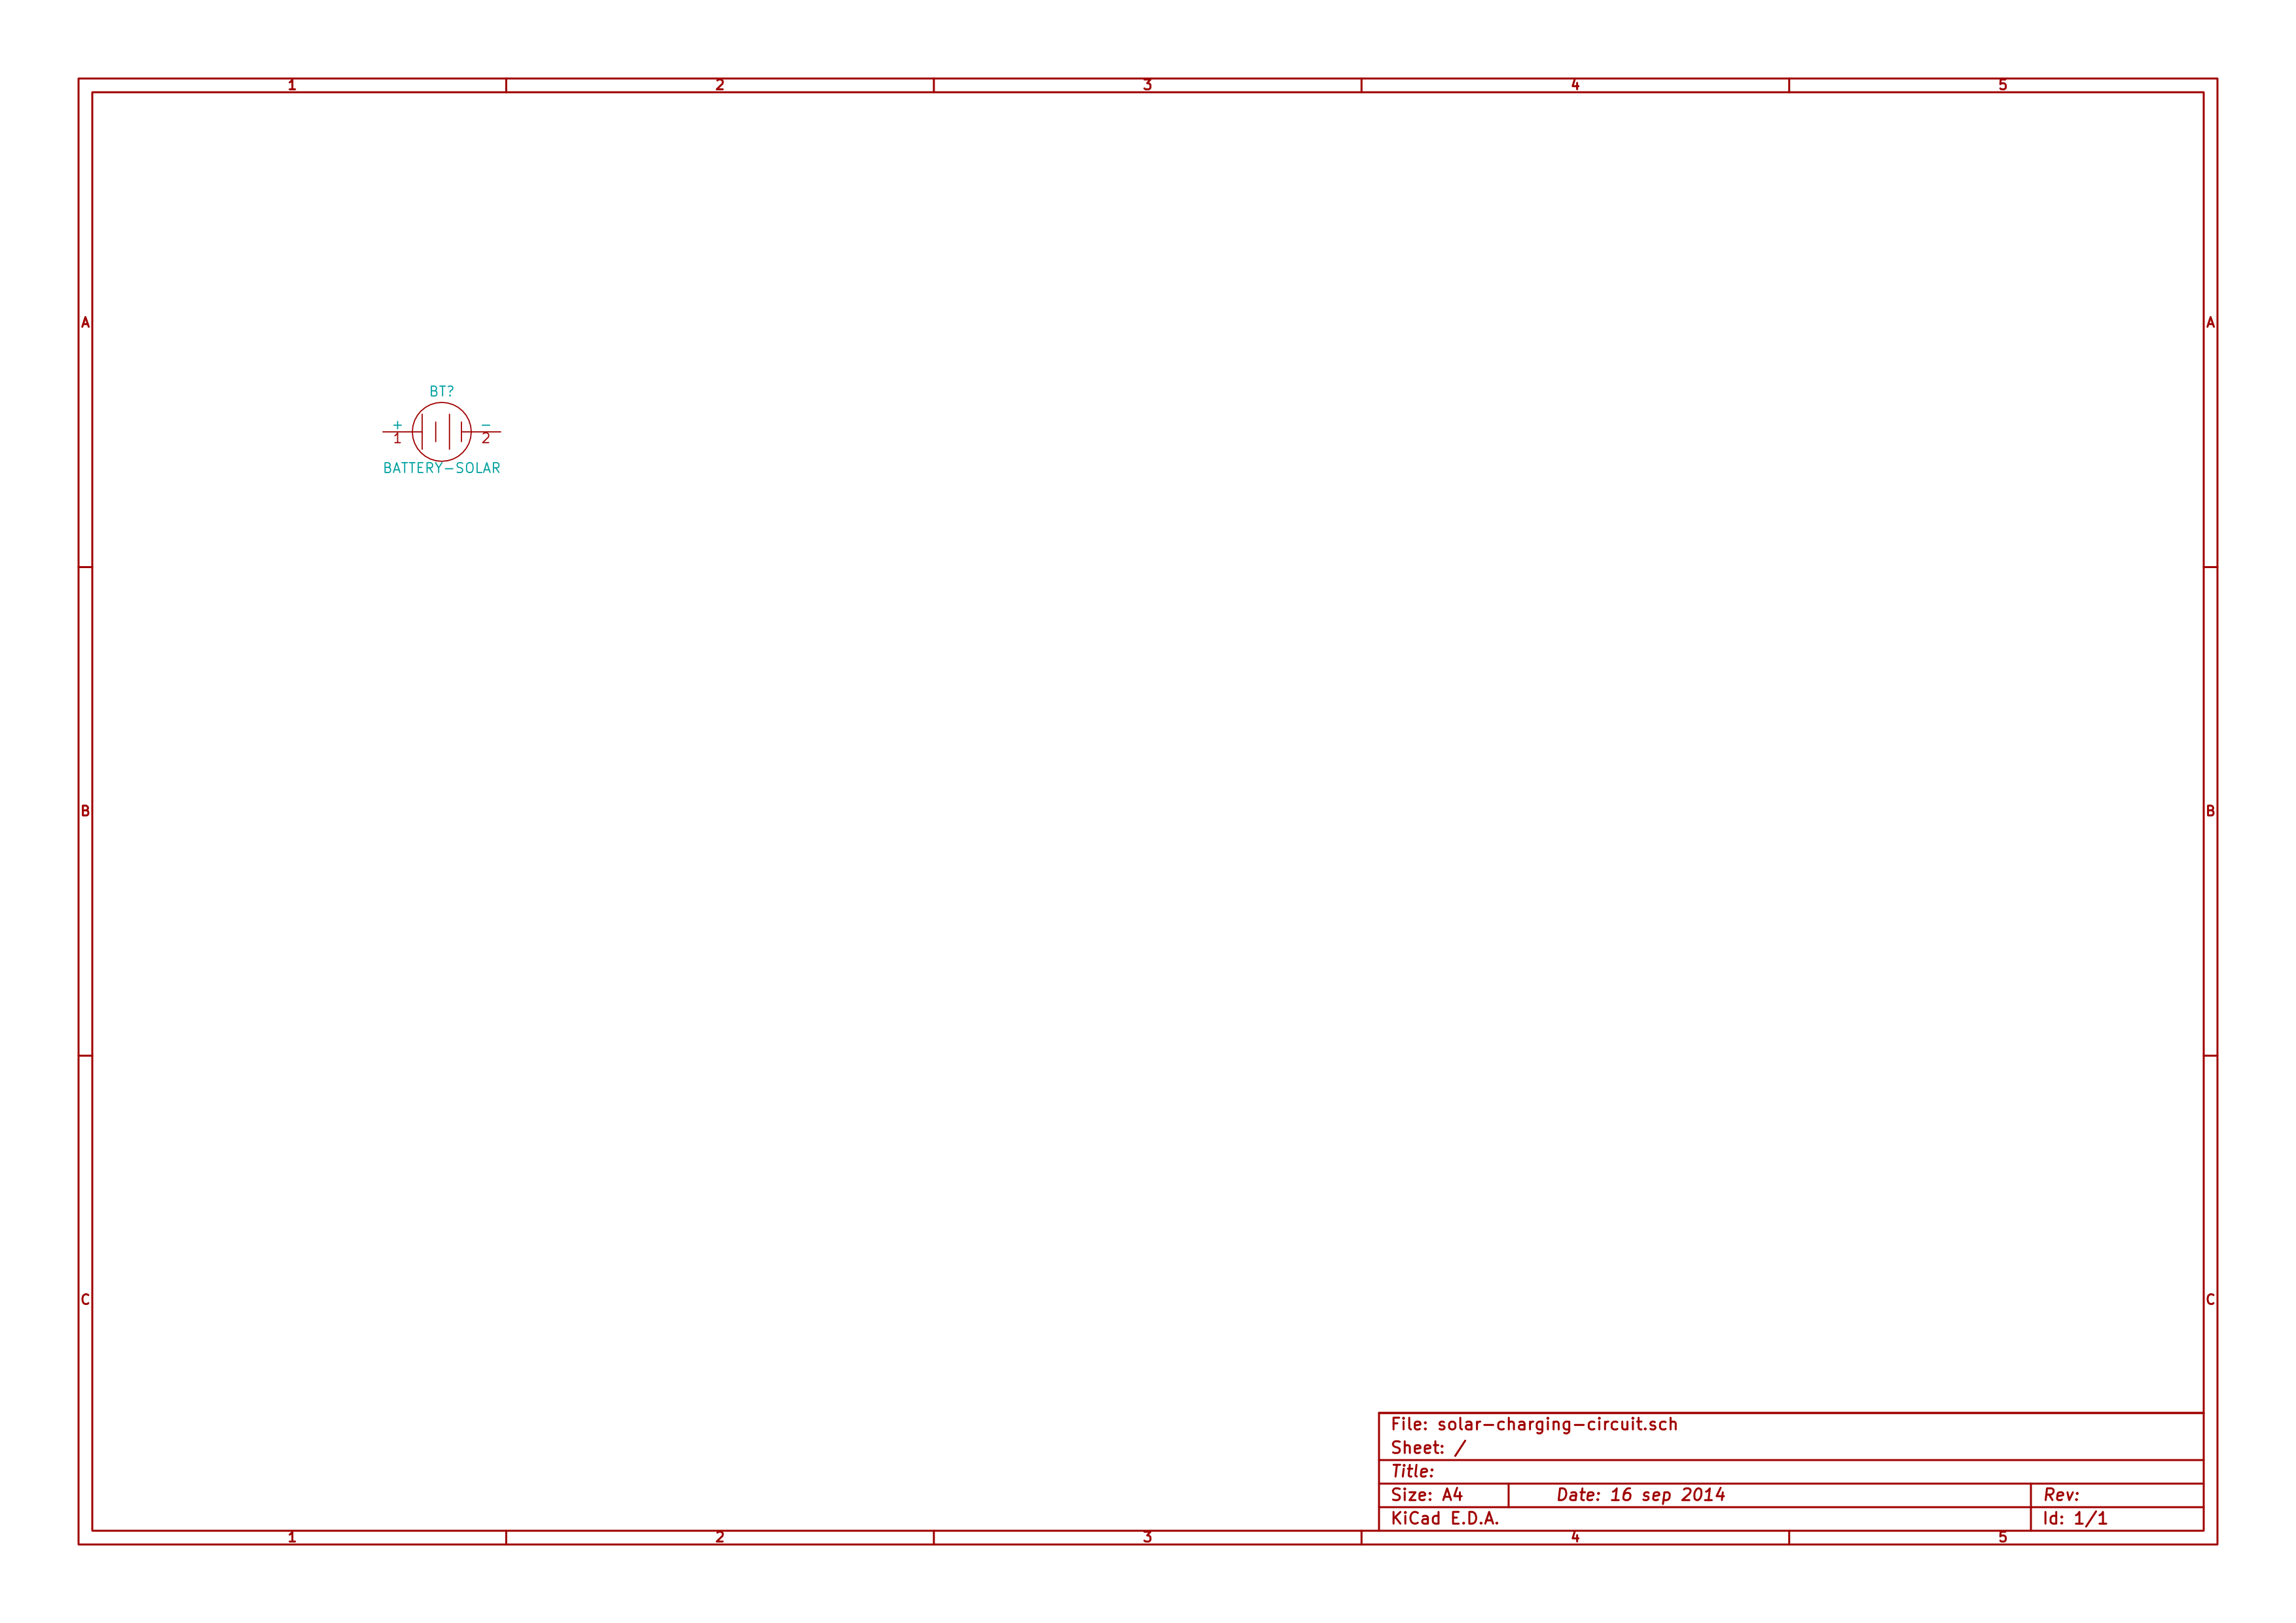 1 2 3 4 5
A A
BT?
+ -
1 2
BATTERY-SOLAR
B B
C C
File: solar-charging-circuit.sch
Sheet: /
Title:
Size: A4 Date: 16 sep 2014 Rev:
KiCad E.D.A. Id: 1/1
1 2 3 4 5